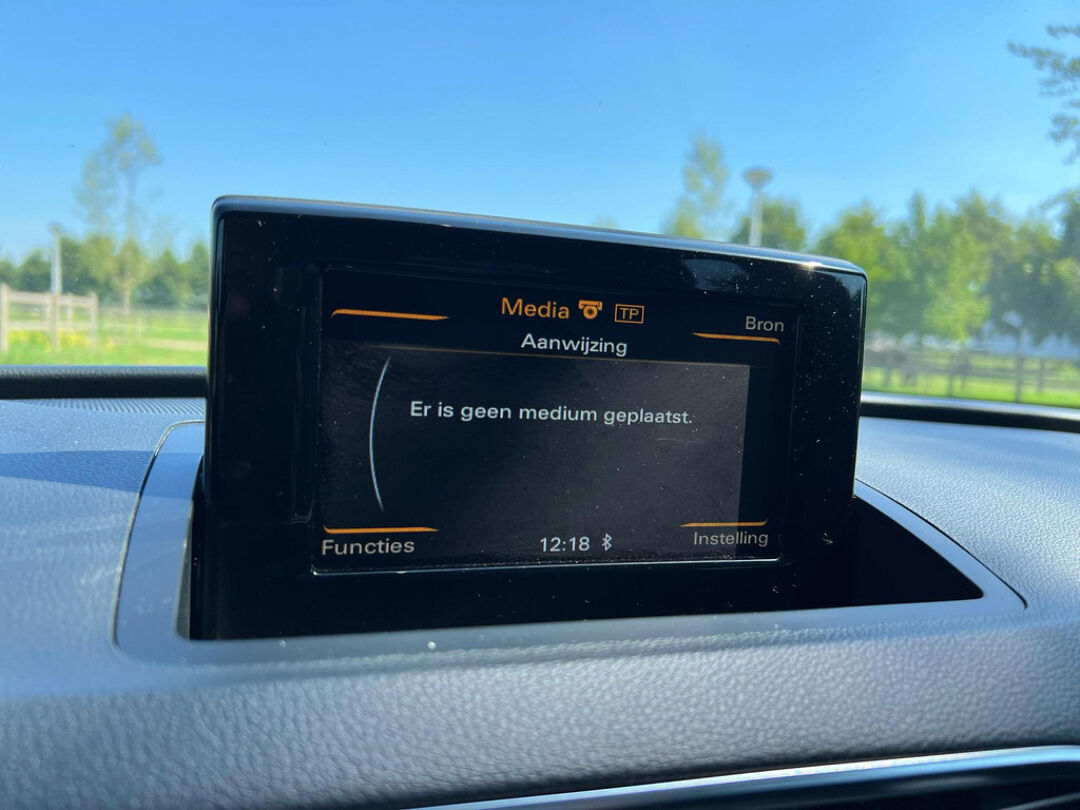 Media TP
Bron
Aanwijzing
Er is geen medium geplaatst.
Functies
12:18
Instelling